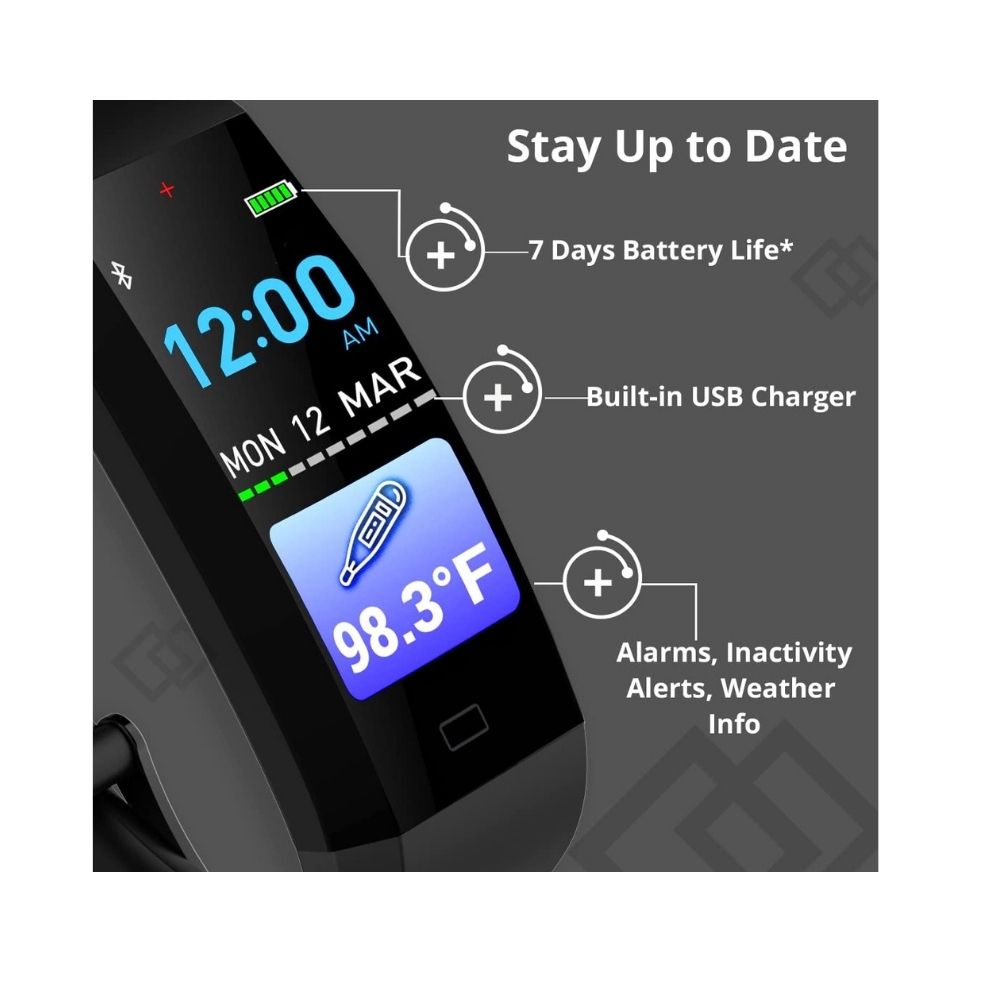 Stay Up to Date
7 Days Battery Life*
12:00
AM
MON 12 MAR
Built-in USB Charger
98.3°F
Alarms, Inactivity
Alerts, Weather
Info